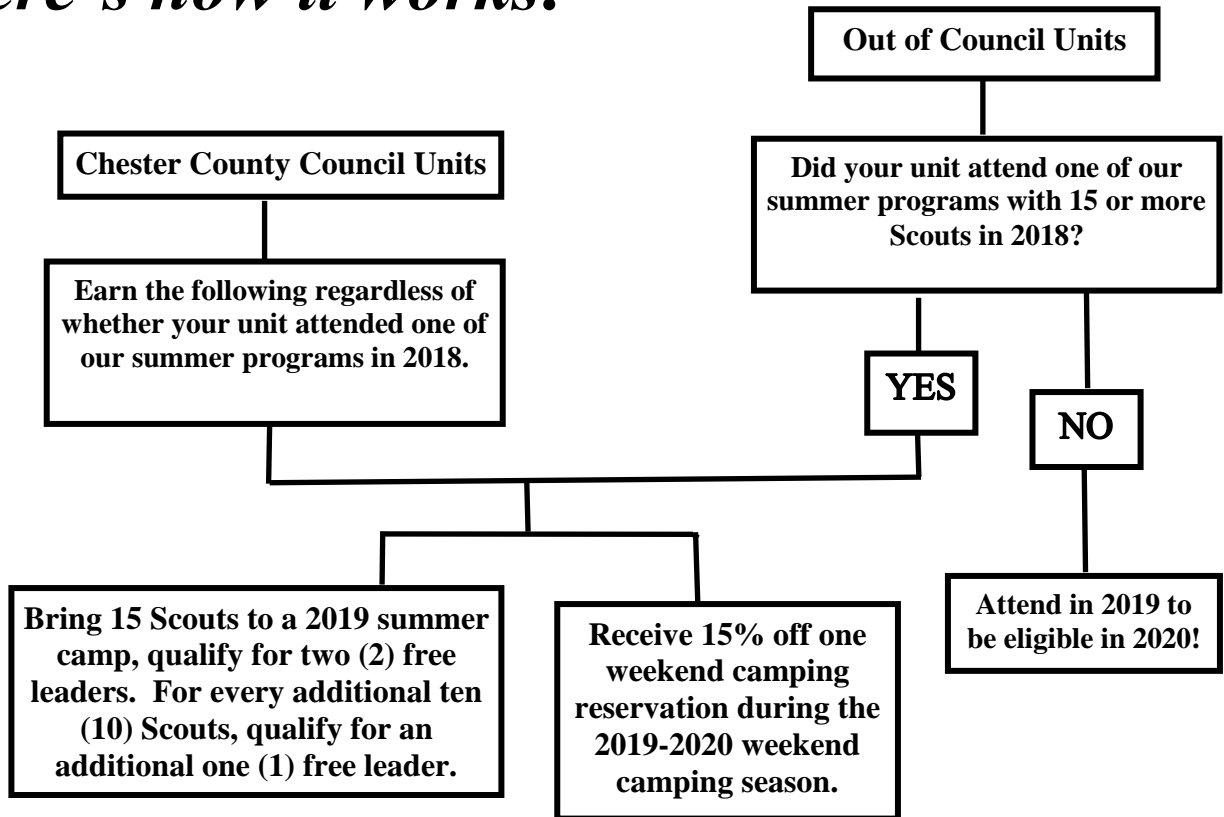 ere's how it works!
Out of Council Units
Chester County Council Units
Did your unit attend one of our
summer programs with 15 or more
Scouts in 2018?
Earn the following regardless of
whether your unit attended one of
our summer programs in 2018.
YES
NO
Bring 15 Scouts to a 2019 summer
camp, qualify for two (2) free
leaders. For every additional ten
(10) Scouts, qualify for an
additional one (1) free leader.
Receive 15% off one
weekend camping
reservation during the
2019-2020 weekend
camping season.
Attend in 2019 to
be eligible in 2020!